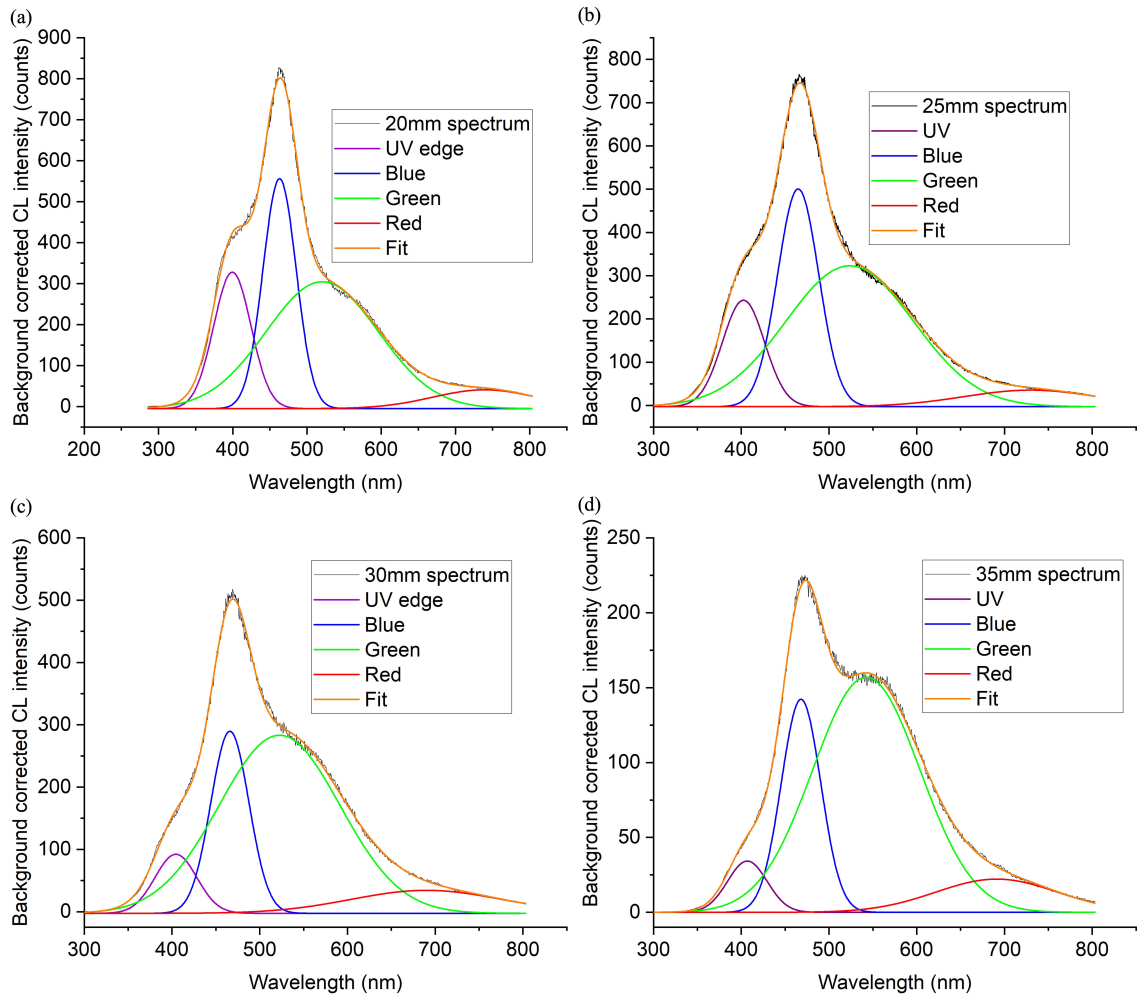 (a)
Background corrected CL intensity (counts)
900
800
700
600
500
400
300
200
100
0
20mm spectrum
UV edge
Blue
Green
Red
Fit
200 300 400 500 600 700 800
Wavelength (nm)
(b)
Background corrected CL intensity (counts)
800
700
600
500
400
300
200
100
0
25mm spectrum
UV
Blue
Green
Red
Fit
300 400 500 600 700 800
Wavelength (nm)
(c)
Background corrected CL intensity (counts)
600
500
400
300
200
100
0
30mm spectrum
UV edge
Blue
Green
Red
Fit
300 400 500 600 700 800
Wavelength (nm)
(d)
Background corrected CL intensity (counts)
250
200
150
100
50
0
35mm spectrum
UV
Blue
Green
Red
Fit
300 400 500 600 700 800
Wavelength (nm)